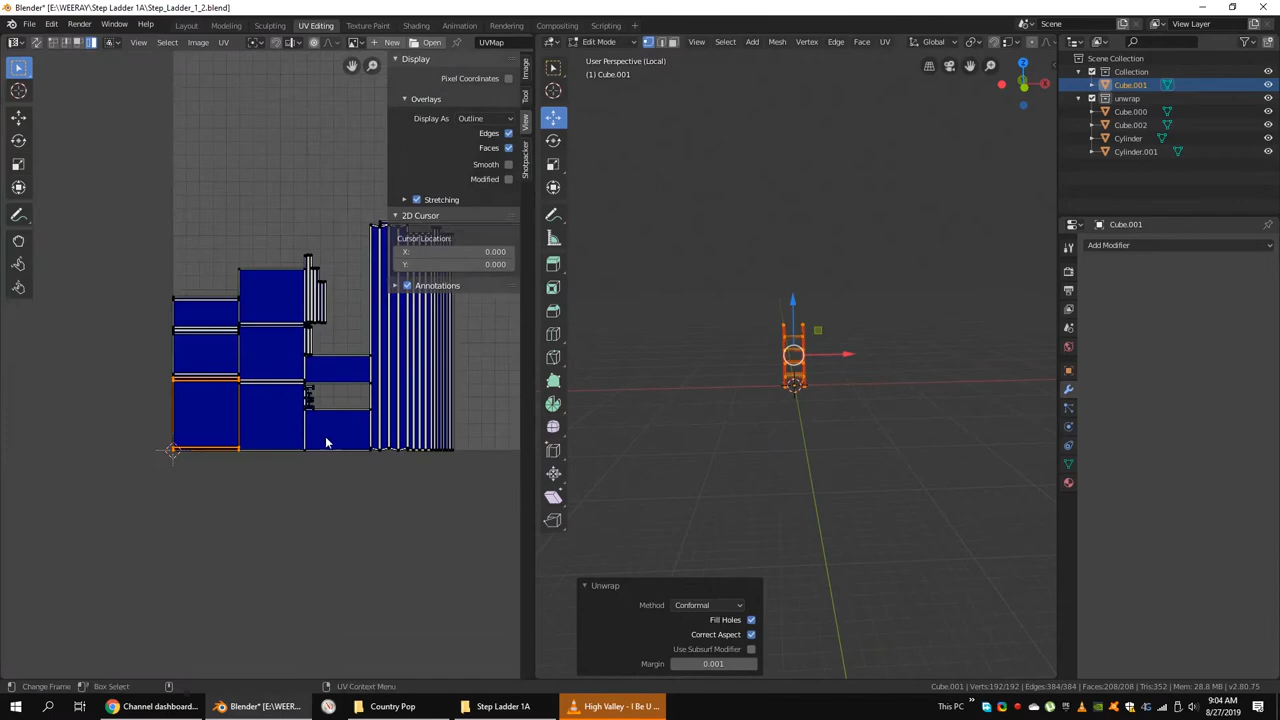 Blender* [E:\WEERAY\Step Ladder 1A\Step_Ladder_1_2.blend]
File Edit Render Window Help Layout Modeling Sculpting UV Editing Texture Paint Shading Animation Rendering Compositing Scripting Scene View Layer
View Select Image UV New Open UVMap Edit Mode View Select Add Mesh Vertex Edge Face UV Global
Display
Pixel Coordinates
Overlays
Display As Outline
Edges
Faces
Smooth
Modified
Stretching
2D Cursor
Cursor Location:
X: 0.000
Y: 0.000
Annotations
Image
Tool
View
Shotpacker
User Perspective (Local)
(1) Cube.001
Unwrap
Method Conformal
Fill Holes
Correct Aspect
Use Subsurf Modifier
Margin 0.001
Scene Collection
Collection
Cube.001
unwrap
Cube.000
Cube.002
Cylinder
Cylinder.001
Cube.001
Add Modifier
Change Frame Box Select UV Context Menu Cube.001 | Verts:192/192 | Edges:384/384 | Faces:208/208 | Tris:352 | Mem: 28.8 MB | v2.80.75
Channel dashboard... Blender* [E:\WEE... Country Pop Step Ladder 1A High Valley - I Be U ... This PC 9:04 AM
8/27/2019